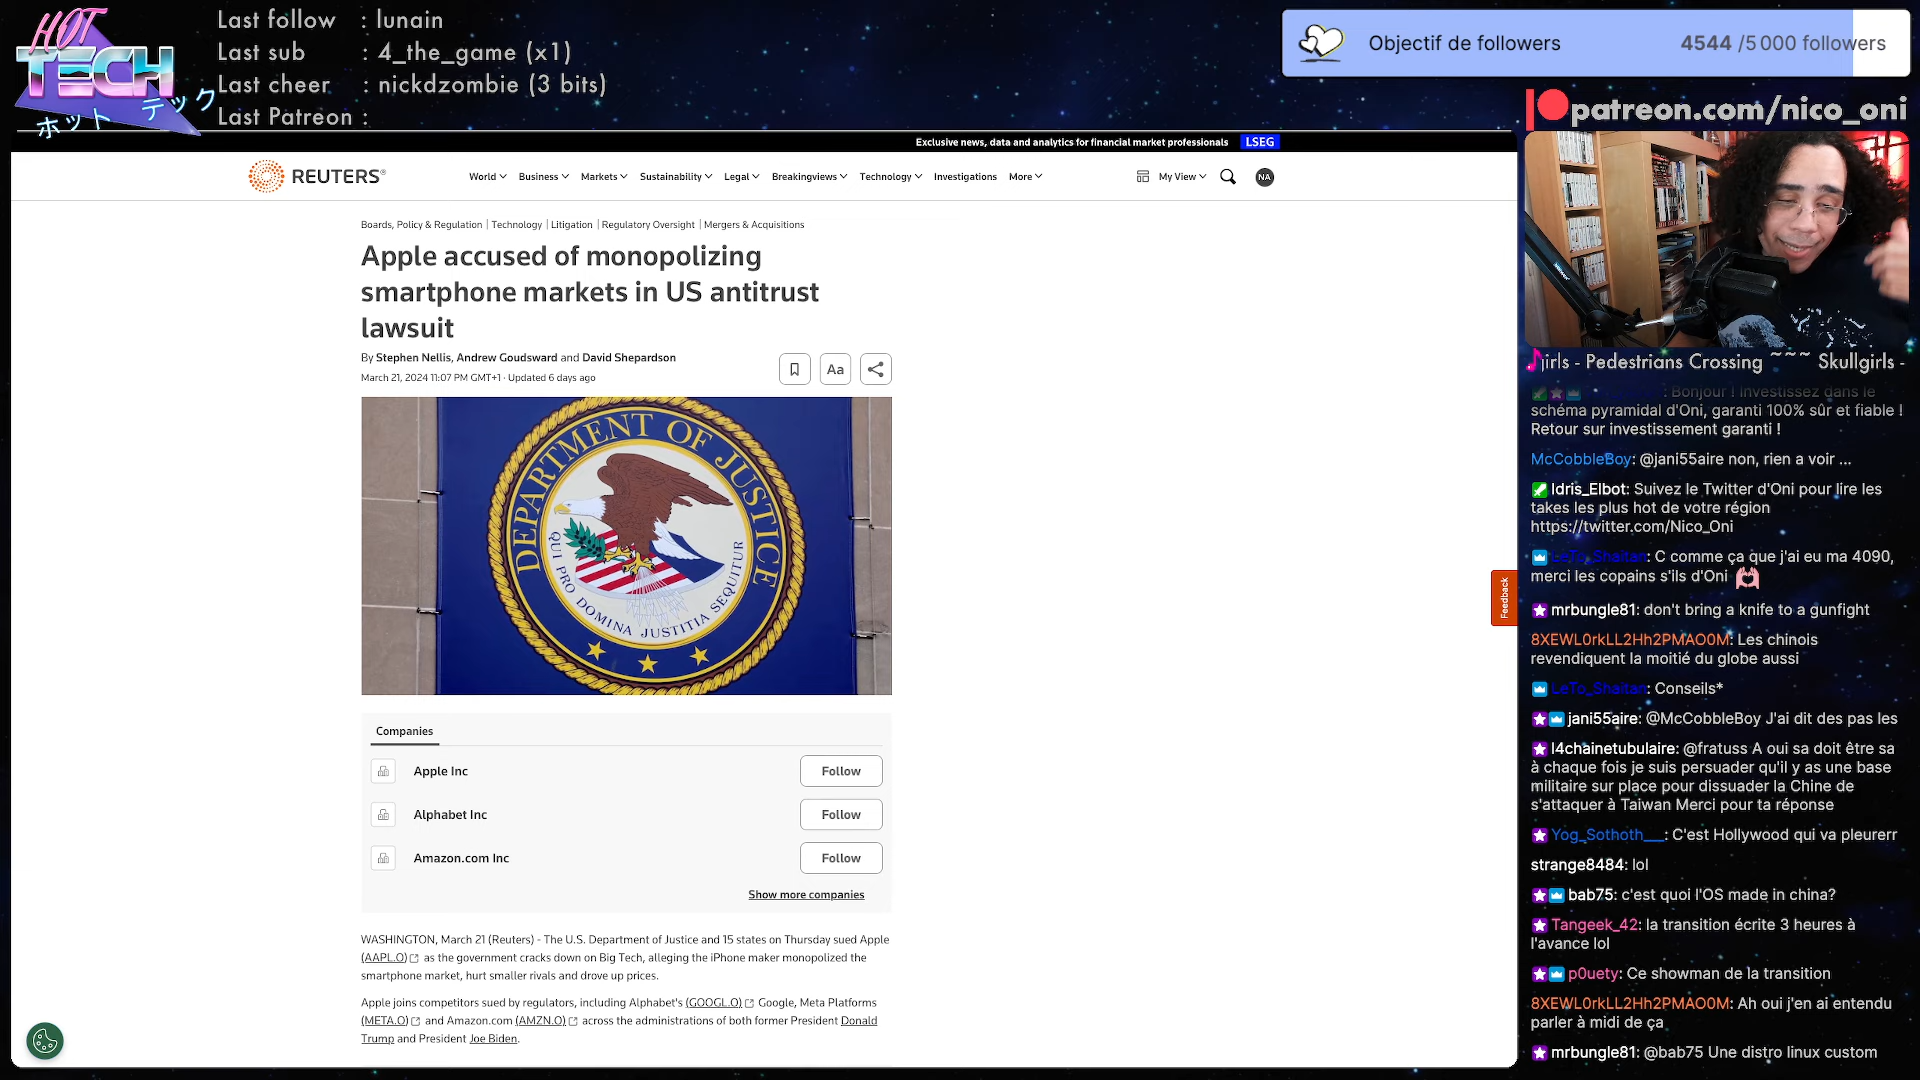 HOT
TECH
ホット テック
Last follow : lunain
Last sub : 4_the_game (x1)
Last cheer : nickdzombie (3 bits)
Last Patreon :
Objectif de followers 4544 /5 000 followers
patreon.com/nico_oni
Exclusive news, data and analytics for financial market professionals LSEG
REUTERS®
World Business Markets Sustainability Legal Breakingviews Technology Investigations More My View NA
Boards, Policy & Regulation | Technology | Litigation | Regulatory Oversight | Mergers & Acquisitions
Apple accused of monopolizing
smartphone markets in US antitrust
lawsuit
By Stephen Nellis, Andrew Goudsward and David Shepardson
March 21, 2024 11:07 PM GMT+1 · Updated 6 days ago
Aa
DEPARTMENT OF JUSTICE
QUI PRO DOMINA JUSTITIA SEQUITUR
Companies
Apple Inc Follow
Alphabet Inc Follow
Amazon.com Inc Follow
Show more companies
WASHINGTON, March 21 (Reuters) - The U.S. Department of Justice and 15 states on Thursday sued Apple
(AAPL.O) as the government cracks down on Big Tech, alleging the iPhone maker monopolized the
smartphone market, hurt smaller rivals and drove up prices.
Apple joins competitors sued by regulators, including Alphabet's (GOOGL.O) Google, Meta Platforms
(META.O) and Amazon.com (AMZN.O) across the administrations of both former President Donald
Trump and President Joe Biden.
Feedback
girls - Pedestrians Crossing ~~~ Skullgirls -
: Bonjour ! Investissez dans le
schéma pyramidal d'Oni, garanti 100% sûr et fiable !
Retour sur investissement garanti !
McCobbleBoy: @jani55aire non, rien a voir ...
Idris_Elbot: Suivez le Twitter d'Oni pour lire les
takes les plus hot de votre région
https://twitter.com/Nico_Oni
LeTo_Shaitan: C comme ça que j'ai eu ma 4090,
merci les copains s'ils d'Oni
mrbungle81: don't bring a knife to a gunfight
8XEWL0rkLL2Hh2PMAO0M: Les chinois
revendiquent la moitié du globe aussi
LeTo_Shaitan: Conseils*
jani55aire: @McCobbleBoy J'ai dit des pas les
l4chainetubulaire: @fratuss A oui sa doit être sa
à chaque fois je suis persuader qu'il y as une base
militaire sur place pour dissuader la Chine de
s'attaquer à Taiwan Merci pour ta réponse
Yog_Sothoth___: C'est Hollywood qui va pleurerr
strange8484: lol
bab75: c'est quoi l'OS made in china?
Tangeek_42: la transition écrite 3 heures à
l'avance lol
p0uety: Ce showman de la transition
8XEWL0rkLL2Hh2PMAO0M: Ah oui j'en ai entendu
parler à midi de ça
mrbungle81: @bab75 Une distro linux custom